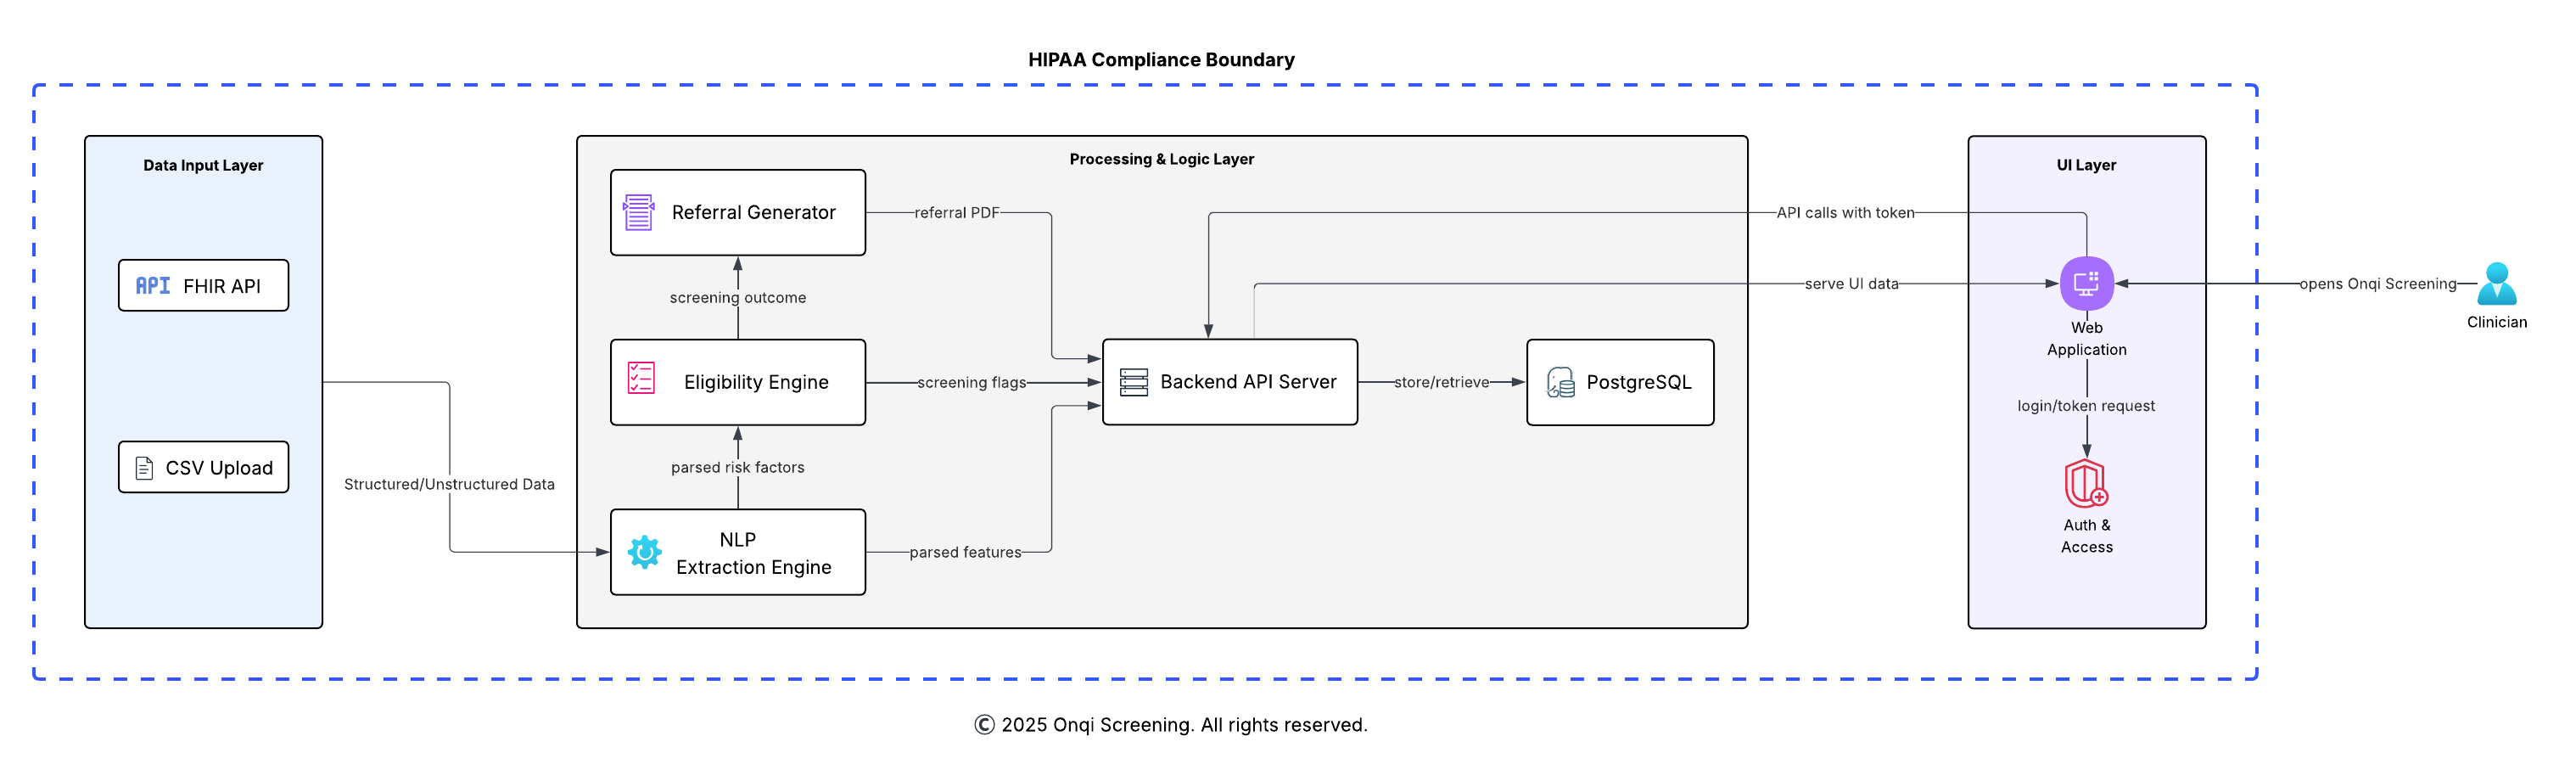 HIPAA Compliance Boundary
Data Input Layer
API FHIR API
CSV Upload
Structured/Unstructured Data
Processing & Logic Layer
Referral Generator
referral PDF
screening outcome
Eligibility Engine
screening flags
parsed risk factors
NLP
Extraction Engine
parsed features
Backend API Server
store/retrieve
PostgreSQL
API calls with token
serve UI data
UI Layer
Web
Application
login/token request
Auth &
Access
opens Onqi Screening
Clinician
© 2025 Onqi Screening. All rights reserved.